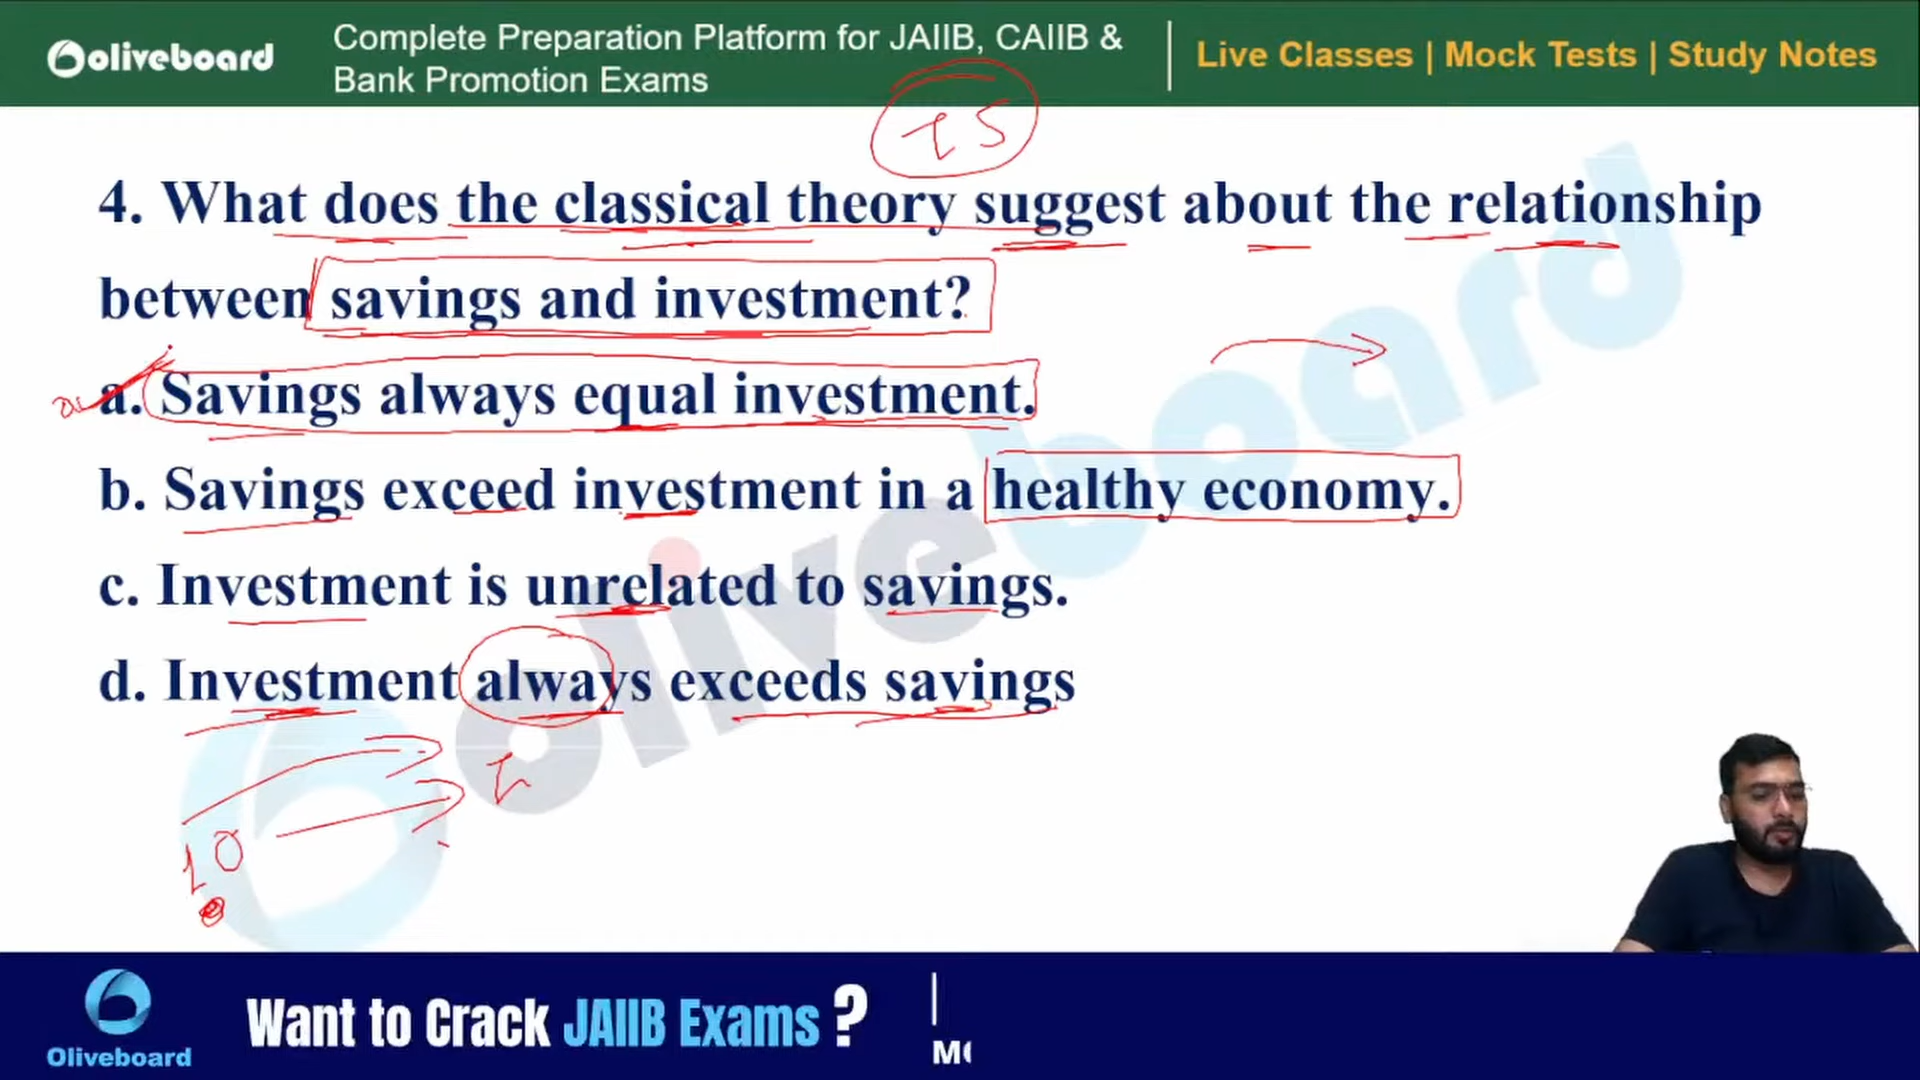 oliveboard
Complete Preparation Platform for JAIIB, CAIIB &
Bank Promotion Exams
Live Classes | Mock Tests | Study Notes
4. What does the classical theory suggest about the relationship
between savings and investment?
a. Savings always equal investment.
b. Savings exceed investment in a healthy economy.
c. Investment is unrelated to savings.
d. Investment always exceeds savings
10
oliveboard
Oliveboard
Want to Crack JAIIB Exams ?